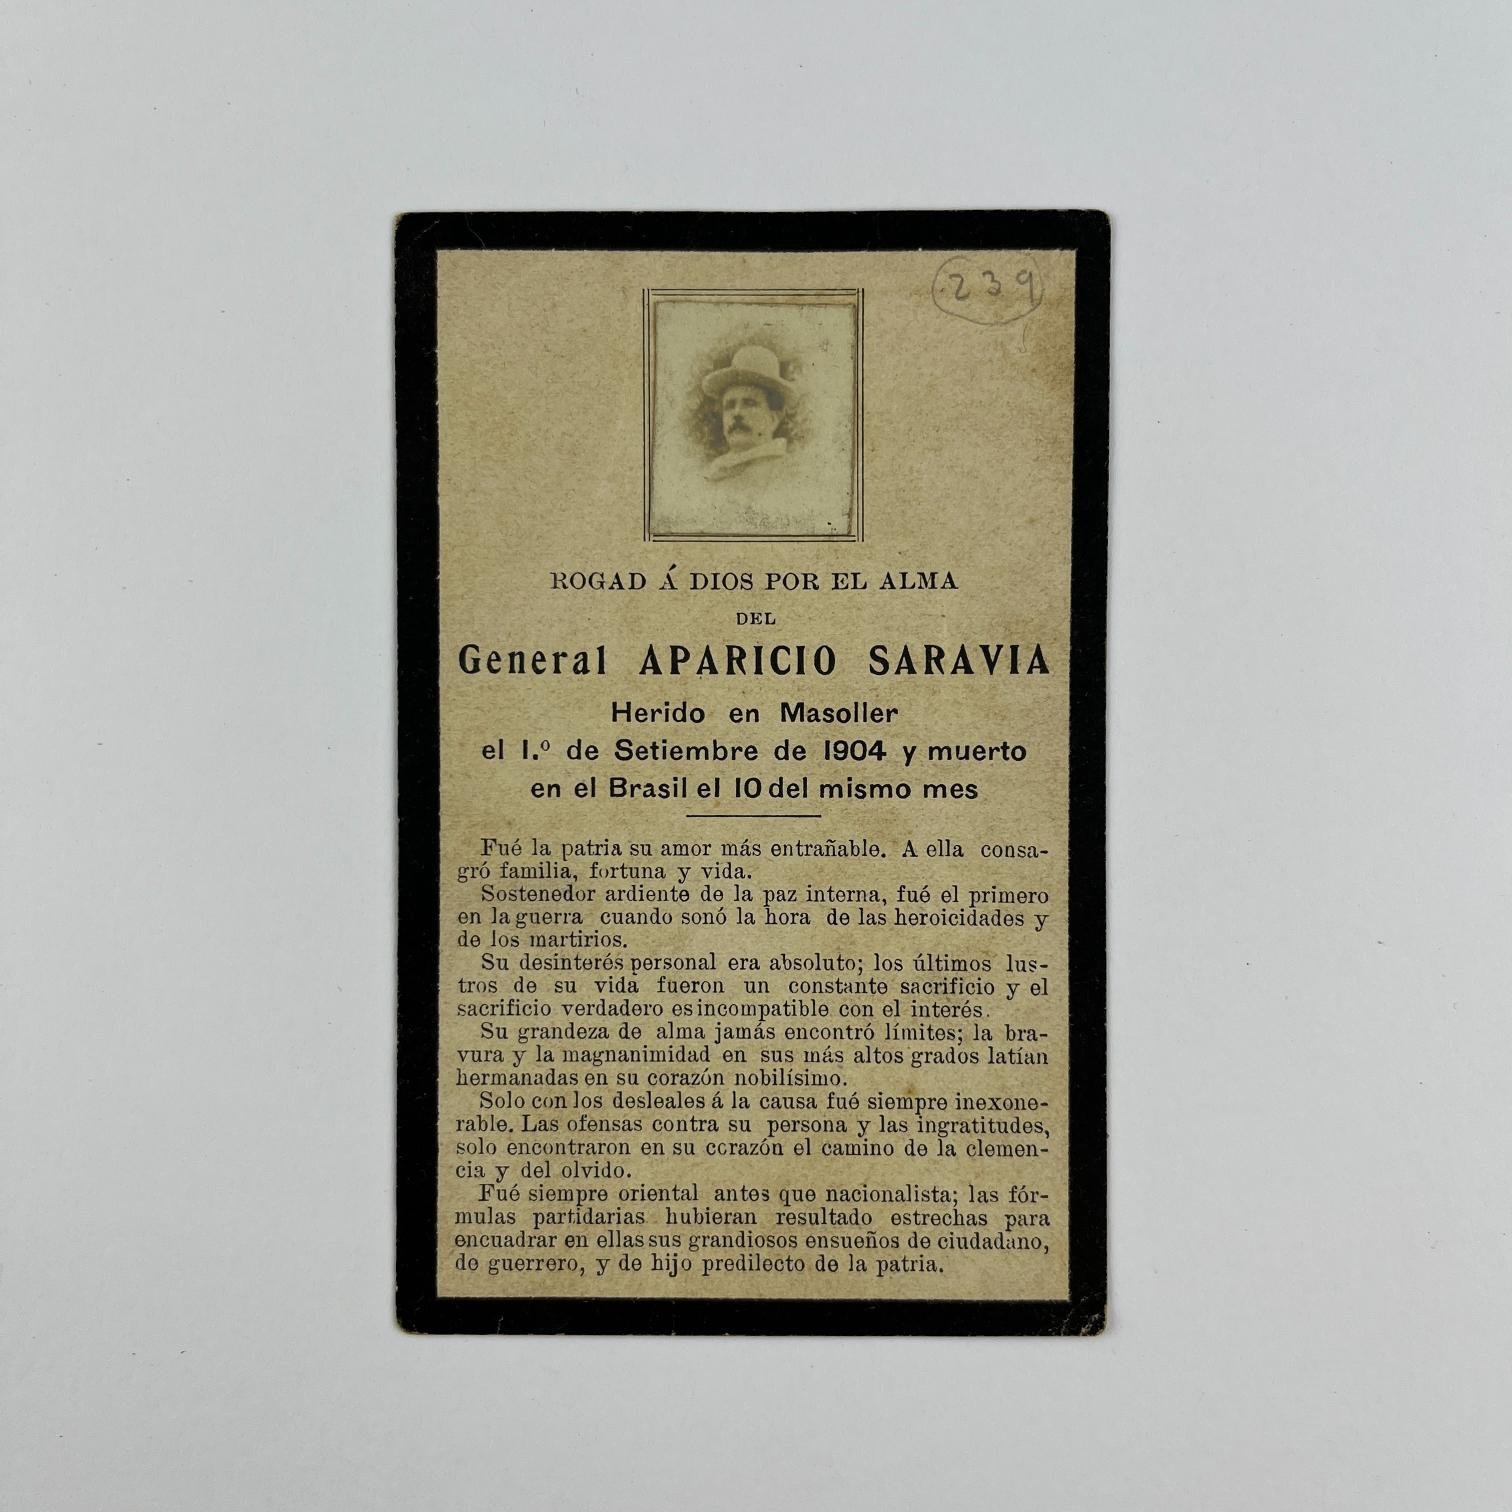 239
ROGAD Á DIOS POR EL ALMA
DEL
General APARICIO SARAVIA
Herido en Masoller
el 1.º de Setiembre de 1904 y muerto
en el Brasil el 10 del mismo mes
Fué la patria su amor más entrañable. A ella consa-
gró familia, fortuna y vida.
Sostenedor ardiente de la paz interna, fué el primero
en la guerra cuando sonó la hora de las heroicidades y
de los martirios.
Su desinterés personal era absoluto; los últimos lus-
tros de su vida fueron un constante sacrificio y el
sacrificio verdadero es incompatible con el interés.
Su grandeza de alma jamás encontró límites; la bra-
vura y la magnanimidad en sus más altos grados latían
hermanadas en su corazón nobilísimo.
Solo con los desleales á la causa fué siempre inexone-
rable. Las ofensas contra su persona y las ingratitudes,
solo encontraron en su corazón el camino de la clemen-
cia y del olvido.
Fué siempre oriental antes que nacionalista; las fór-
mulas partidarias hubieran resultado estrechas para
encuadrar en ellas sus grandiosos ensueños de ciudadano,
de guerrero, y de hijo predilecto de la patria.